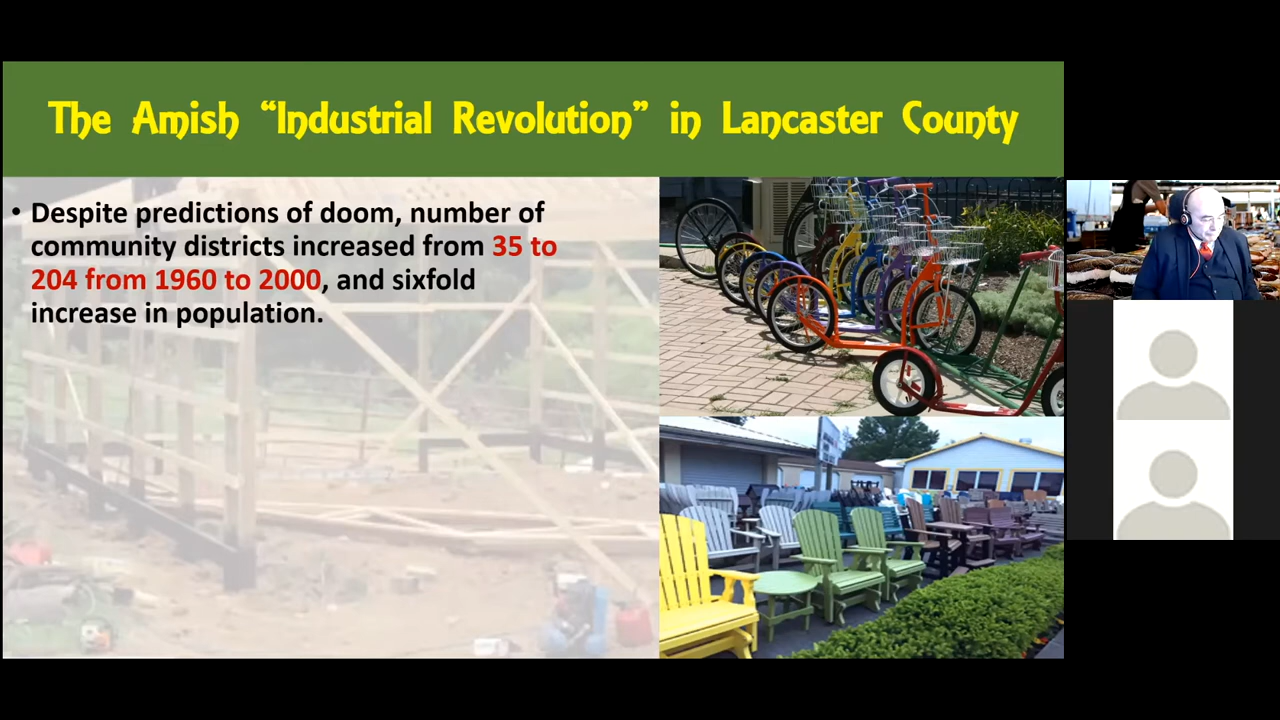 The Amish “Industrial Revolution” in Lancaster County
• Despite predictions of doom, number of
community districts increased from 35 to
204 from 1960 to 2000, and sixfold
increase in population.